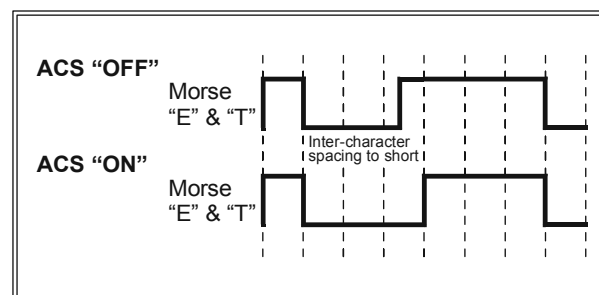 ACS “OFF”
Morse
“E” & “T”
Inter-character
spacing to short
ACS “ON”
Morse
“E” & “T”